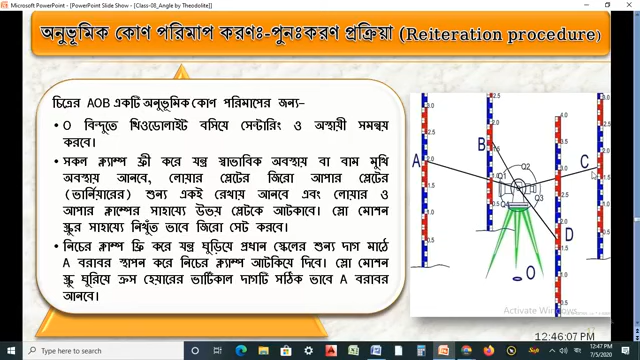 Microsoft PowerPoint
PowerPoint Slide Show - [Class-08_Angle by Theodolite]
অনুভূমিক কোণ পরিমাপ করণঃ-পুনঃকরণ প্রক্রিয়া (Reiteration procedure)
চিত্রের AOB একটি অনুভূমিক কোণ পরিমাপের জন্য-
O বিন্দুতে থিওডোলাইট বসিয়ে সেন্টারিং ও অস্থায়ী সমন্বয়
করবে।
সকল ক্ল্যাম্প ফ্রী করে যন্ত্র স্বাভাবিক অবস্থায় বা বাম মুখি
অবস্থায় আনবে, লোয়ার প্লেটের জিরো আপার প্লেটের
(ভার্নিয়ারের) শুন্য একই রেখায় আনবে এবং লোয়ার ও
আপার ক্লাম্পের সাহায্যে উভয় প্লেটকে আটকাবে। স্লো মোশন
স্ক্রুর সাহায্যে নিখুঁত ভাবে জিরো সেট করবে।
নিচের ক্লাম্প ফ্রি করে যন্ত্র ঘুড়িয়ে প্রধান স্কেলের শুন্য দাগ মাঠে
A বরাবর স্থাপন করে নিচের ক্ল্যাম্প আটকিয়ে দিবে। স্লো মোশন
স্ক্রু ঘুরিয়ে ক্রস হেয়ারের ভার্টিকাল দাগটি সঠিক ভাবে A বরাবর
আনবে।
A
B
C
D
O
Q1
Q2
Q3
Activate Windows
12:46:07 PM
Type here to search
12:47 PM
7/5/2020